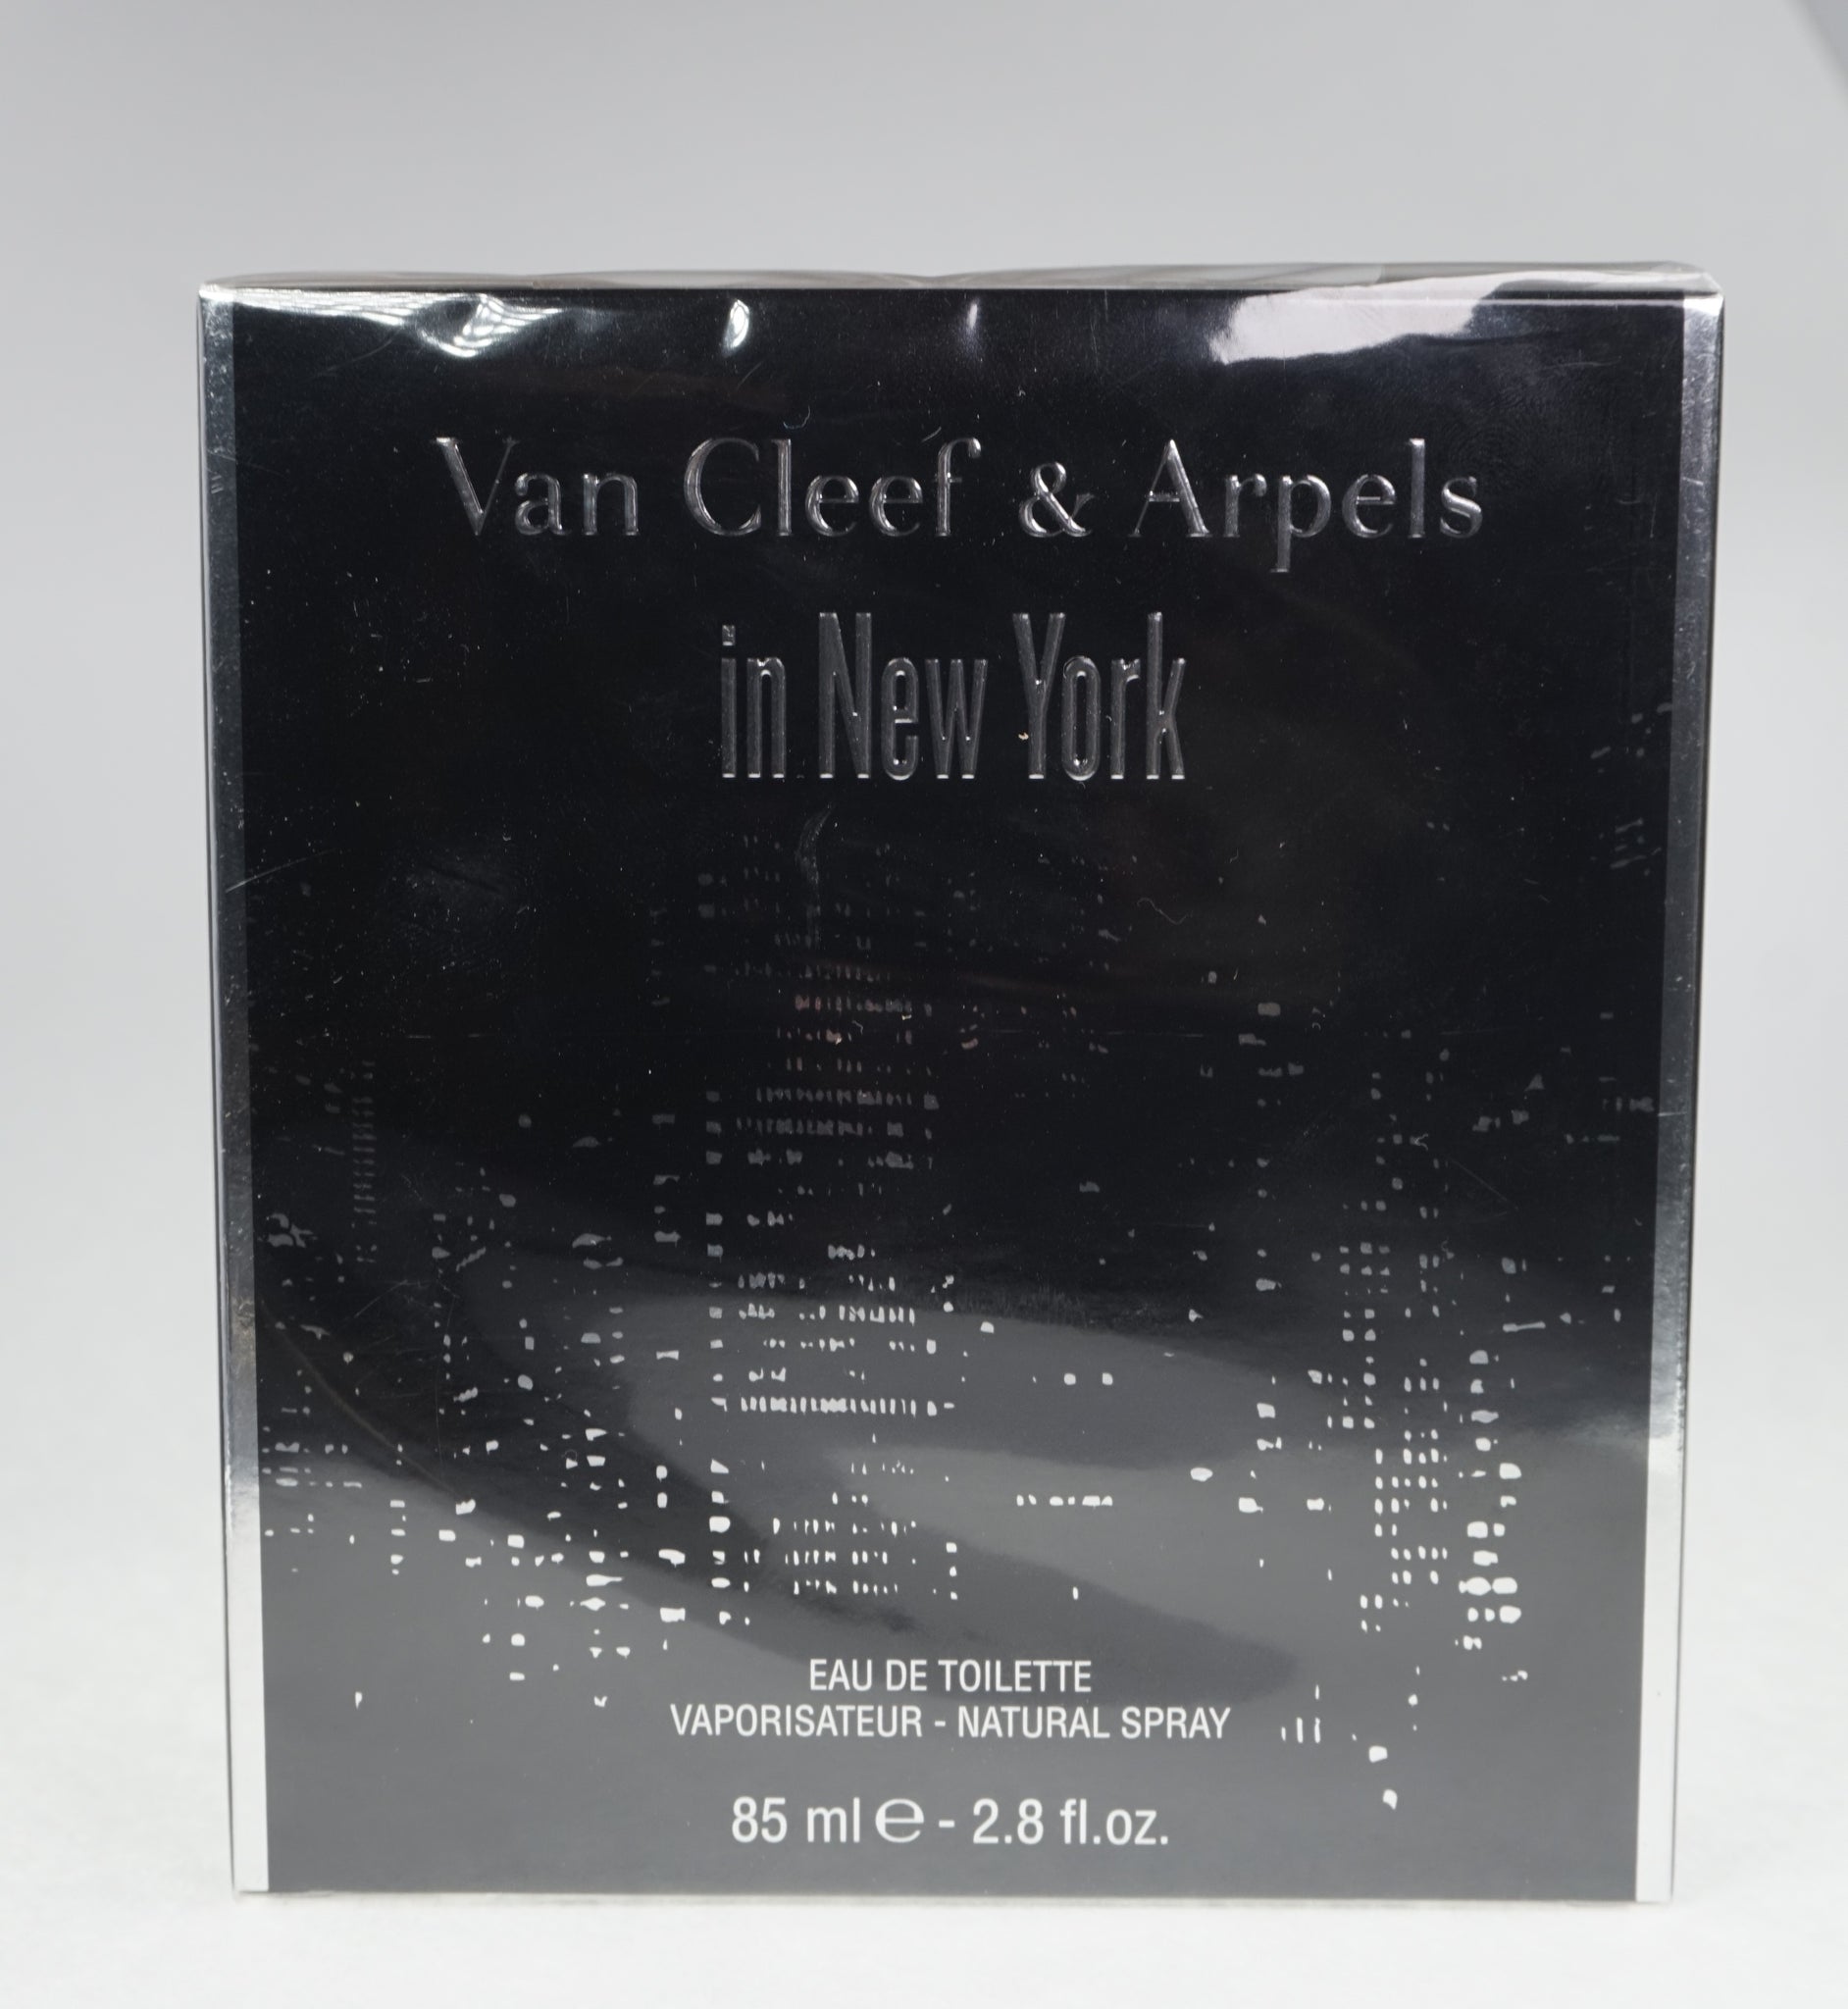 Van Cleef & Arpels
in New York
EAU DE TOILETTE
VAPORISATEUR - NATURAL SPRAY
85 ml ℮ - 2.8 fl.oz.